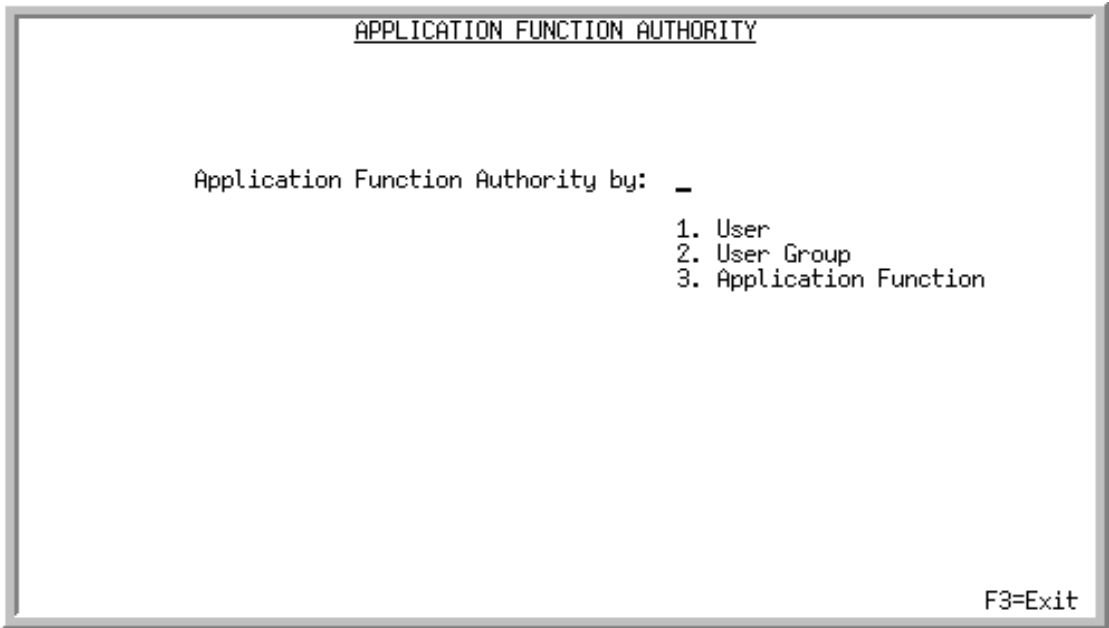 APPLICATION FUNCTION AUTHORITY
Application Function Authority by: _
1. User
2. User Group
3. Application Function
F3=Exit